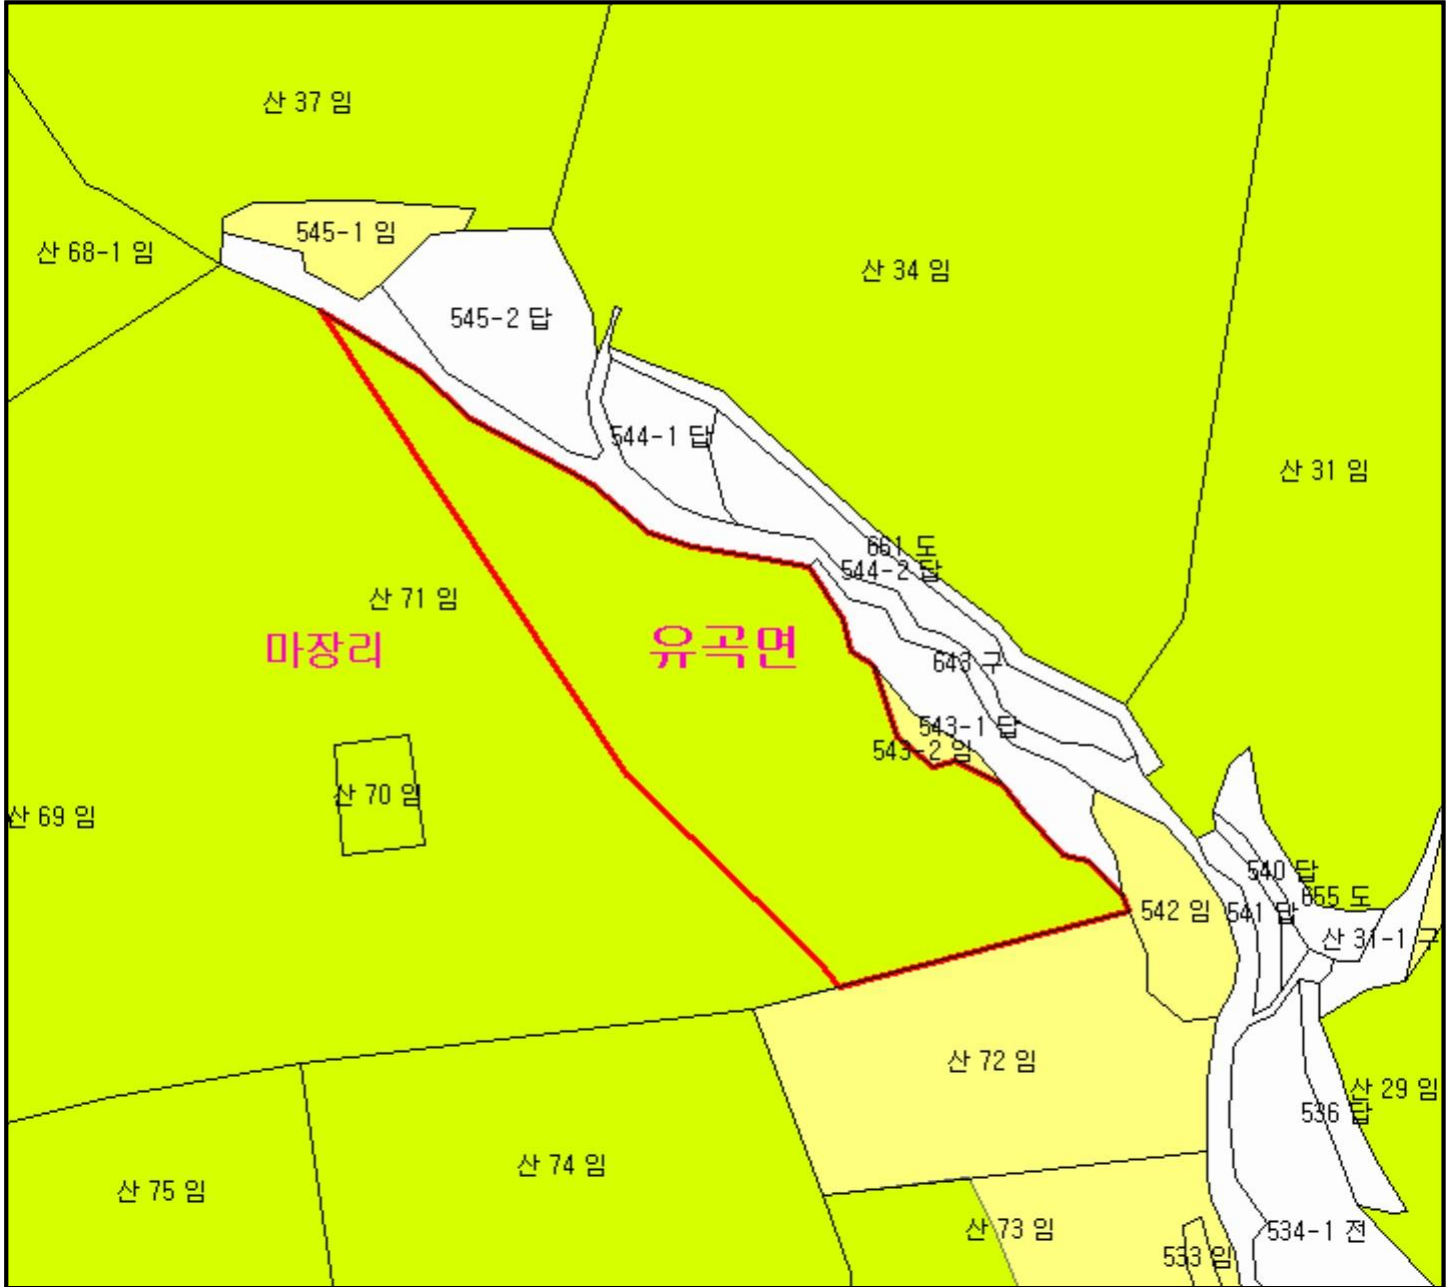 산 37 임
545-1 임
산 68-1 임
산 34 임
545-2 답
544-1 답
산 31 임
661 도
544-2 답
산 71 임
마장리
유곡면
643 구
543-1 답
543-2 임
산 70 임
산 69 임
540 답
655 도
542 임
541 답
산 31-1 구
산 72 임
산 29 임
536 답
산 74 임
산 75 임
산 73 임
534-1 전
533 임